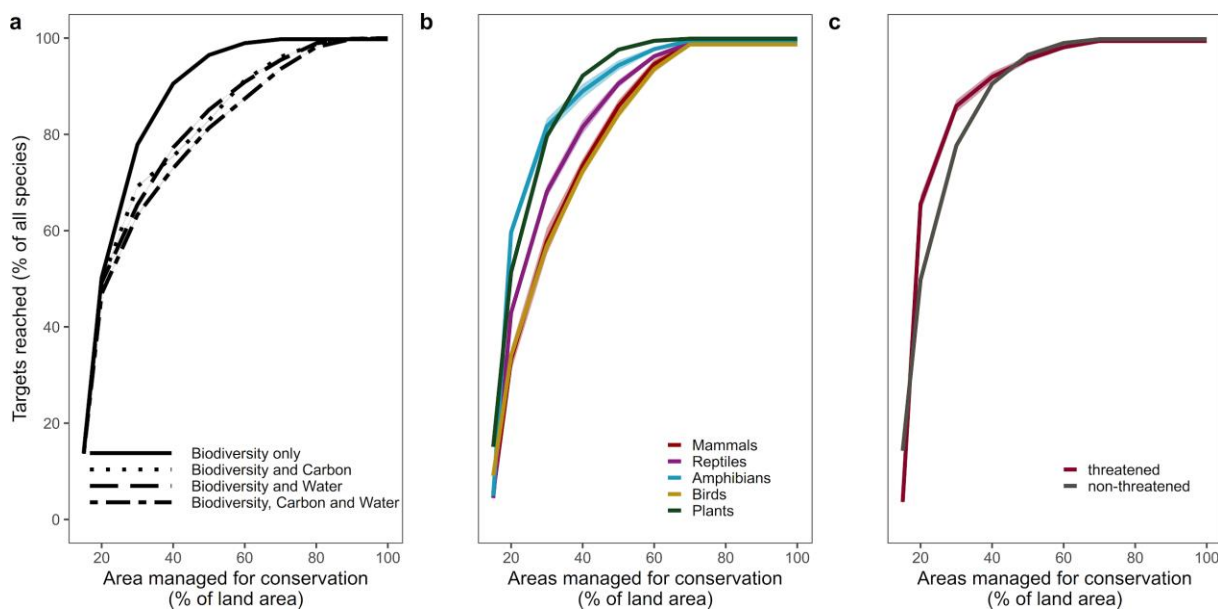 a
b
c
Targets reached (% of all species)
100
80
60
40
20
0
Biodiversity only
Biodiversity and Carbon
Biodiversity and Water
Biodiversity, Carbon and Water
20 40 60 80 100
Area managed for conservation
(% of land area)
Mammals
Reptiles
Amphibians
Birds
Plants
20 40 60 80 100
Areas managed for conservation
(% of land area)
threatened
non-threatened
20 40 60 80 100
Area managed for conservation
(% of land area)